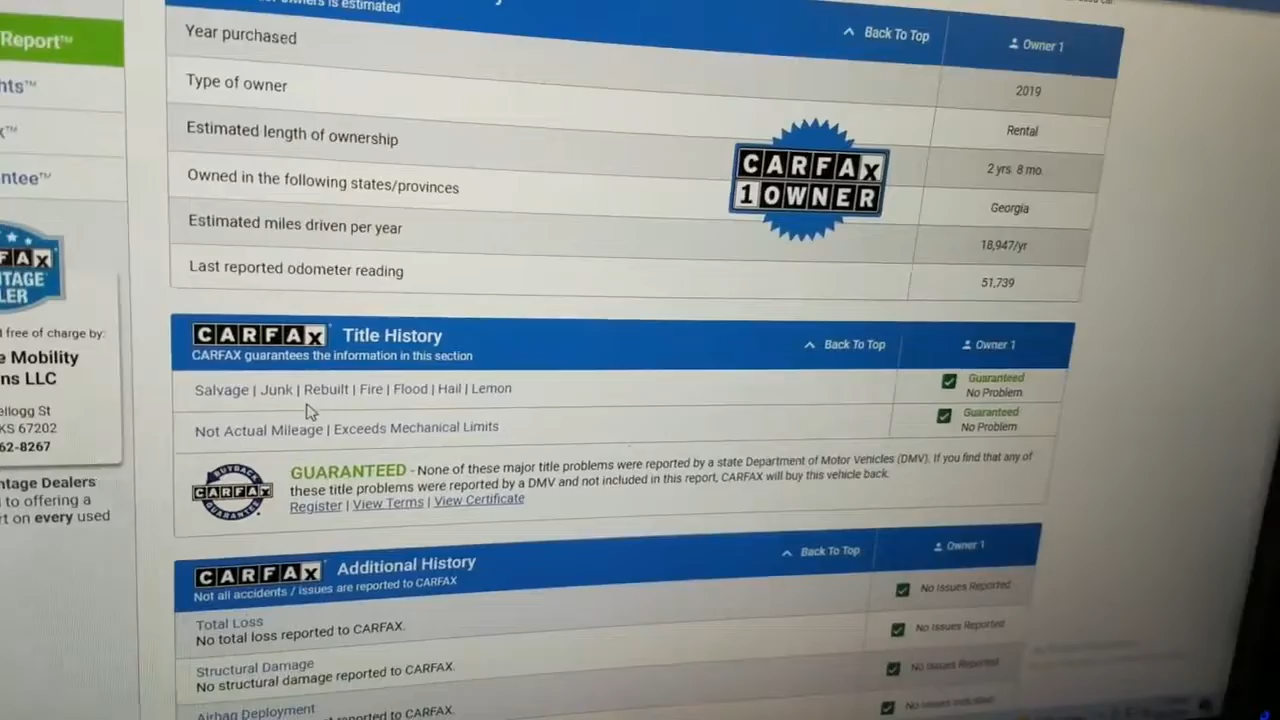 owners is estimated
Back To Top
Owner 1
Year purchased
2019
Type of owner
Rental
Estimated length of ownership
2 yrs 8 mo
Owned in the following states/provinces
Georgia
Estimated miles driven per year
18,947/yr
Last reported odometer reading
51,739
CARFAX
1 OWNER
Report™
hts™
™
ntee™
FAX
TAGE
LER
free of charge by:
e Mobility
ns LLC
ellogg St
KS 67202
62-8267
ntage Dealers
to offering a
rt on every used
CARFAX Title History
CARFAX guarantees the information in this section
Back To Top
Owner 1
Salvage | Junk | Rebuilt | Fire | Flood | Hail | Lemon
Guaranteed
No Problem
Not Actual Mileage | Exceeds Mechanical Limits
Guaranteed
No Problem
BUYBACK
CARFAX
GUARANTEE
GUARANTEED - None of these major title problems were reported by a state Department of Motor Vehicles (DMV). If you find that any of
these title problems were reported by a DMV and not included in this report, CARFAX will buy this vehicle back.
Register | View Terms | View Certificate
CARFAX Additional History
Not all accidents / issues are reported to CARFAX
Back To Top
Owner 1
Total Loss
No total loss reported to CARFAX.
No Issues Reported
No Issues Reported
Structural Damage
No structural damage reported to CARFAX.
No Issues Reported
Airbag Deployment
reported to CARFAX.
No Issues Indicated